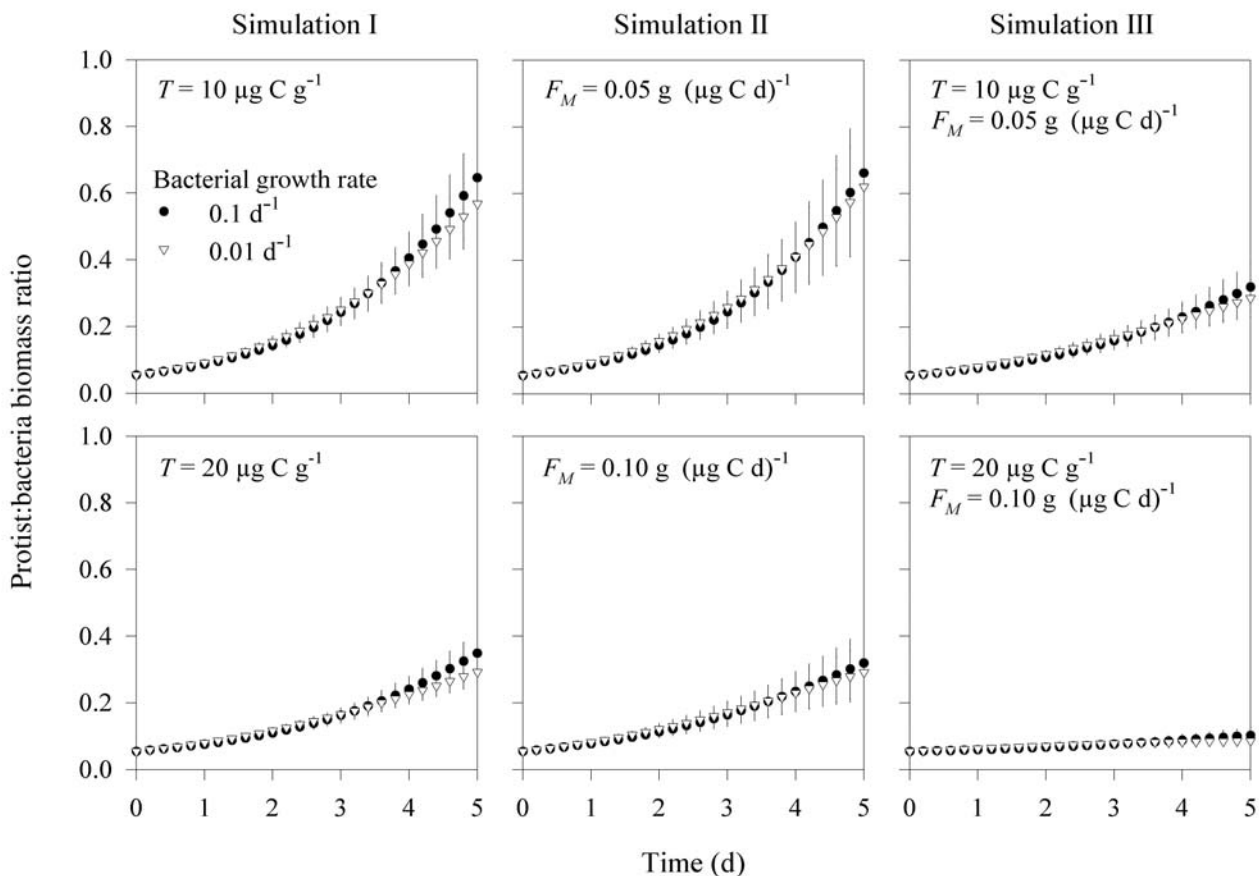 Simulation I
Simulation II
Simulation III
Protist:bacteria biomass ratio
1.0
0.8
0.6
0.4
0.2
0.0
T = 10 µg C g⁻¹
Bacterial growth rate
0.1 d⁻¹
0.01 d⁻¹
F_M = 0.05 g (µg C d)⁻¹
T = 10 µg C g⁻¹
F_M = 0.05 g (µg C d)⁻¹
1.0
0.8
0.6
0.4
0.2
0.0
T = 20 µg C g⁻¹
F_M = 0.10 g (µg C d)⁻¹
T = 20 µg C g⁻¹
F_M = 0.10 g (µg C d)⁻¹
0 1 2 3 4 5
0 1 2 3 4 5
0 1 2 3 4 5
Time (d)